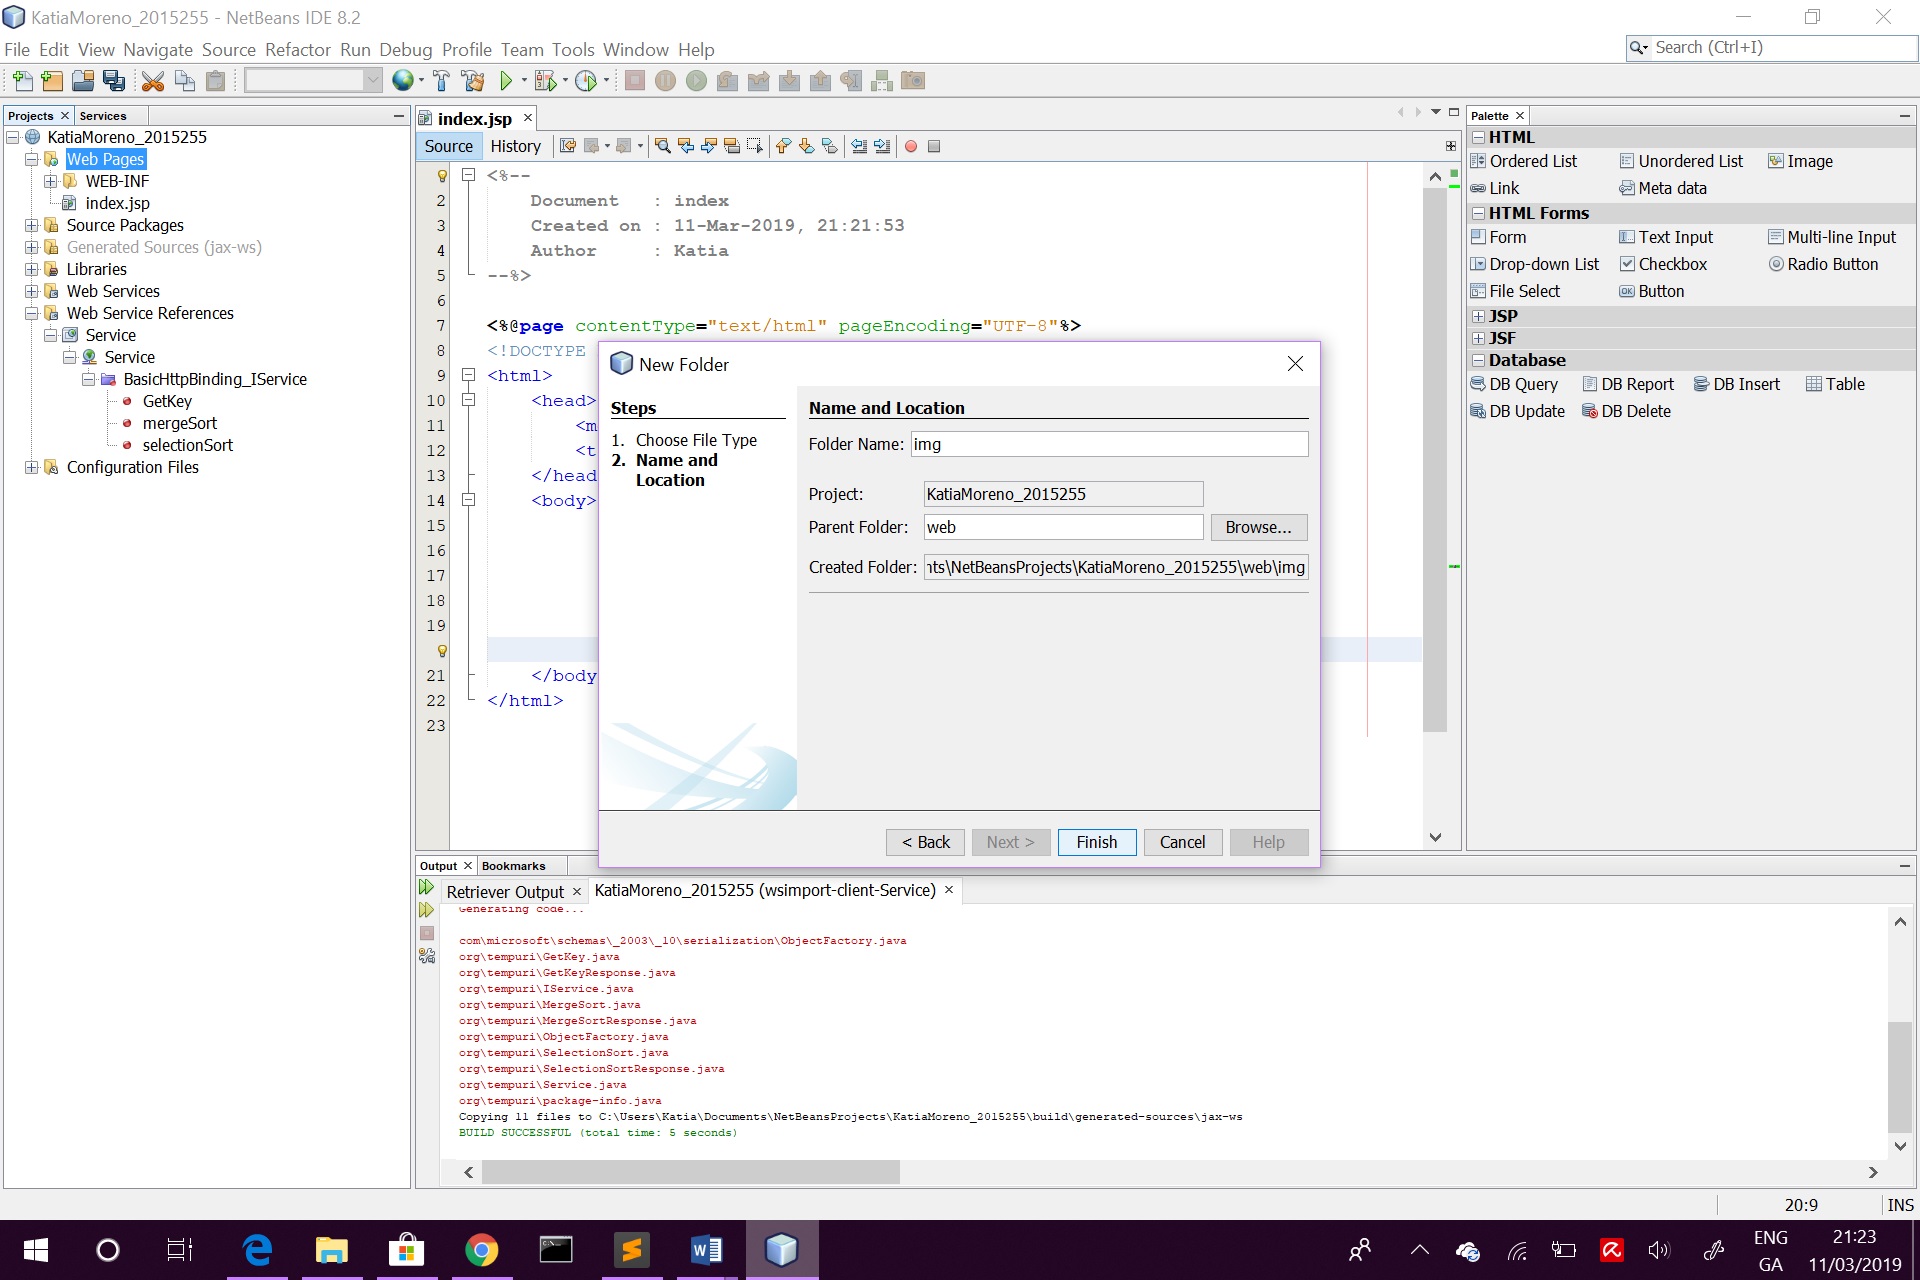 KatiaMoreno_2015255 - NetBeans IDE 8.2
File Edit View Navigate Source Refactor Run Debug Profile Team Tools Window Help
Search (Ctrl+I)
Projects
Services
KatiaMoreno_2015255
Web Pages
WEB-INF
index.jsp
Source Packages
Generated Sources (jax-ws)
Libraries
Web Services
Web Service References
Service
Service
BasicHttpBinding_IService
GetKey
mergeSort
selectionSort
Configuration Files
index.jsp
Source History
<%--
2 Document : index
3 Created on : 11-Mar-2019, 21:21:53
4 Author : Katia
5 --%>
6
7 <%@page contentType="text/html" pageEncoding="UTF-8"%>
8 <!DOCTYPE
9 <html>
10 <head>
11 <m
12 <t
13 </head
14 <body>
15
16
17
18
19
21 </body
22 </html>
23
New Folder
Steps
1. Choose File Type
2. Name and
Location
Name and Location
Folder Name: img
Project: KatiaMoreno_2015255
Parent Folder: web Browse...
Created Folder: nts\NetBeansProjects\KatiaMoreno_2015255\web\img
< Back Next > Finish Cancel Help
Palette
HTML
Ordered List Unordered List Image
Link Meta data
HTML Forms
Form Text Input Multi-line Input
Drop-down List Checkbox Radio Button
File Select Button
JSP
JSF
Database
DB Query DB Report DB Insert Table
DB Update DB Delete
Output Bookmarks
Retriever Output KatiaMoreno_2015255 (wsimport-client-Service)
Generating code...
com\microsoft\schemas\_2003\_10\serialization\ObjectFactory.java
org\tempuri\GetKey.java
org\tempuri\GetKeyResponse.java
org\tempuri\IService.java
org\tempuri\MergeSort.java
org\tempuri\MergeSortResponse.java
org\tempuri\ObjectFactory.java
org\tempuri\SelectionSort.java
org\tempuri\SelectionSortResponse.java
org\tempuri\Service.java
org\tempuri\package-info.java
Copying 11 files to C:\Users\Katia\Documents\NetBeansProjects\KatiaMoreno_2015255\build\generated-sources\jax-ws
BUILD SUCCESSFUL (total time: 5 seconds)
20:9 INS
ENG
GA
21:23
11/03/2019